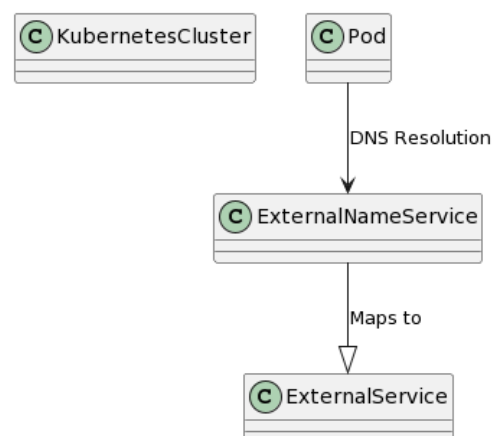 C KubernetesCluster
C Pod
DNS Resolution
C ExternalNameService
Maps to
C ExternalService